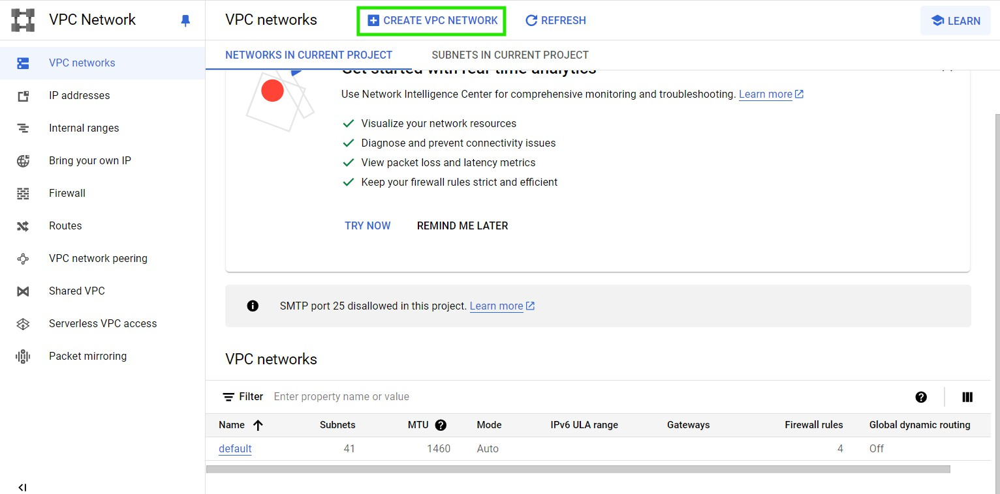 VPC Network
VPC networks
IP addresses
Internal ranges
Bring your own IP
Firewall
Routes
VPC network peering
Shared VPC
Serverless VPC access
Packet mirroring
VPC networks CREATE VPC NETWORK REFRESH LEARN
NETWORKS IN CURRENT PROJECT SUBNETS IN CURRENT PROJECT
Get started with real-time analytics
Use Network Intelligence Center for comprehensive monitoring and troubleshooting. Learn more
Visualize your network resources
Diagnose and prevent connectivity issues
View packet loss and latency metrics
Keep your firewall rules strict and efficient
TRY NOW REMIND ME LATER
SMTP port 25 disallowed in this project. Learn more
VPC networks
Filter Enter property name or value
Name Subnets MTU Mode IPv6 ULA range Gateways Firewall rules Global dynamic routing
default 41 1460 Auto 4 Off